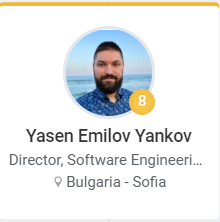 8
Yasen Emilov Yankov
Director, Software Engineeri...
Bulgaria - Sofia